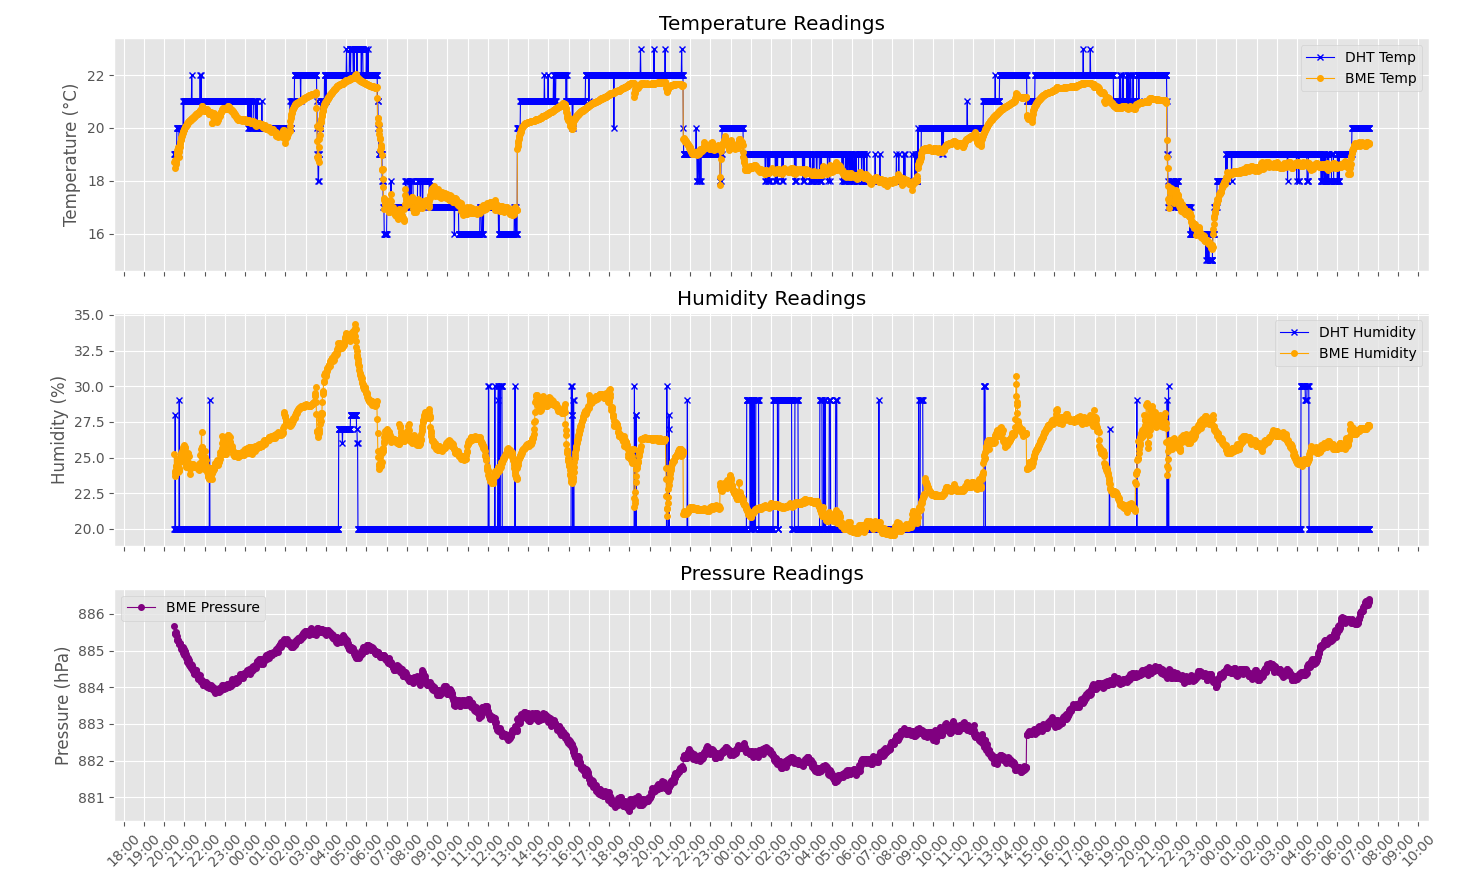 Temperature Readings
Temperature (°C)
22
20
18
16
DHT Temp
BME Temp
Humidity Readings
Humidity (%)
35.0
32.5
30.0
27.5
25.0
22.5
20.0
DHT Humidity
BME Humidity
Pressure Readings
Pressure (hPa)
886
885
884
883
882
881
BME Pressure
18:00 19:00 20:00 21:00 22:00 23:00 00:00 01:00 02:00 03:00 04:00 05:00 06:00 07:00 08:00 09:00 10:00 11:00 12:00 13:00 14:00 15:00 16:00 17:00 18:00 19:00 20:00 21:00 22:00 23:00 00:00 01:00 02:00 03:00 04:00 05:00 06:00 07:00 08:00 09:00 10:00 11:00 12:00 13:00 14:00 15:00 16:00 17:00 18:00 19:00 20:00 21:00 22:00 23:00 00:00 01:00 02:00 03:00 04:00 05:00 06:00 07:00 08:00 09:00 10:00